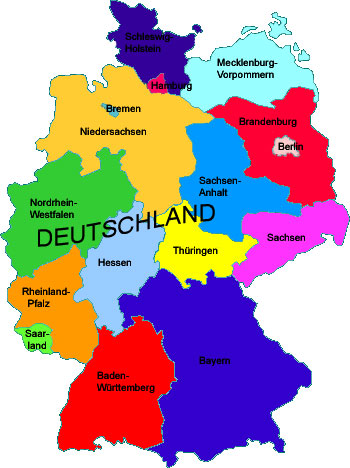 Schleswig-
Holstein
Mecklenburg-
Vorpommern
Hamburg
Bremen
Niedersachsen
Brandenburg
Berlin
Sachsen-
Anhalt
Nordrhein-
Westfalen
DEUTSCHLAND
Sachsen
Thüringen
Hessen
Rheinland-
Pfalz
Saar-
land
Bayern
Baden-
Württemberg